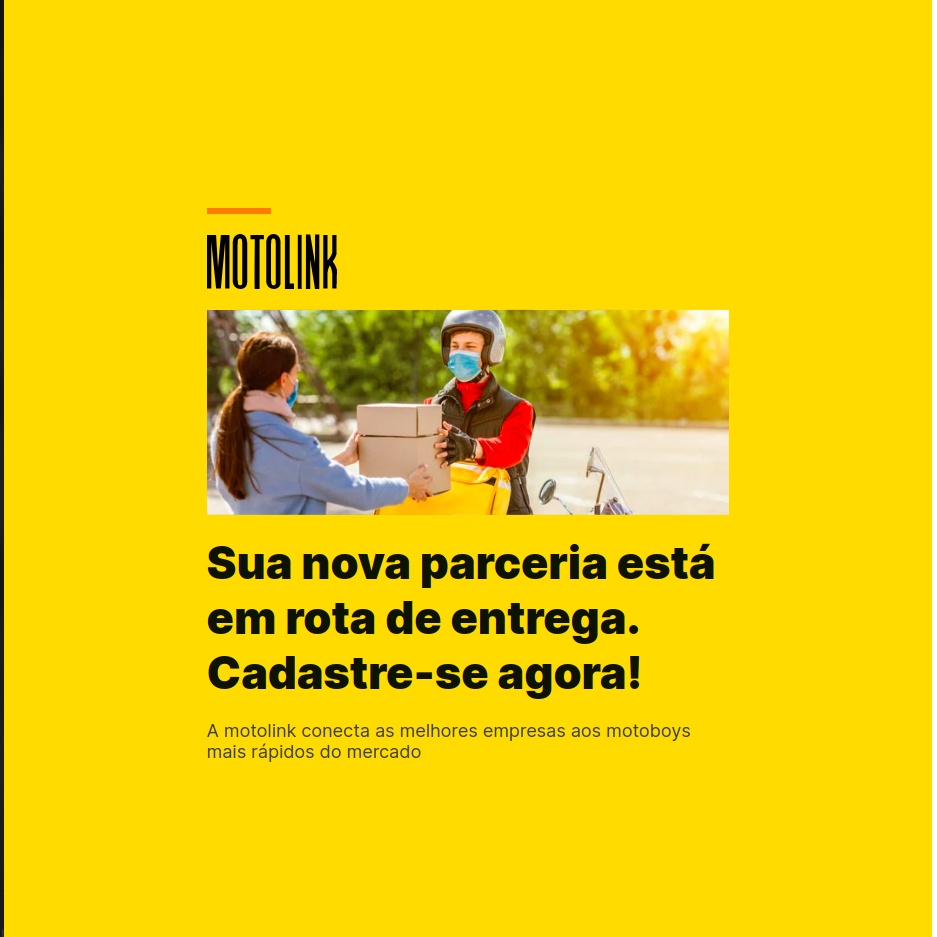 MOTOLINK
Sua nova parceria está
em rota de entrega.
Cadastre-se agora!
A motolink conecta as melhores empresas aos motoboys
mais rápidos do mercado